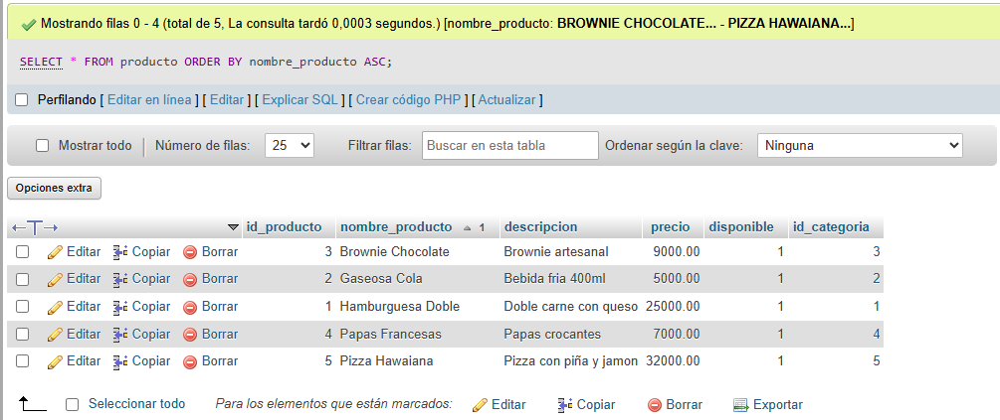 Mostrando filas 0 - 4 (total de 5, La consulta tardó 0,0003 segundos.) [nombre_producto: BROWNIE CHOCOLATE... - PIZZA HAWAIANA...]
SELECT * FROM producto ORDER BY nombre_producto ASC;
Perfilando [ Editar en línea ] [ Editar ] [ Explicar SQL ] [ Crear código PHP ] [ Actualizar ]
Mostrar todo Número de filas: 25 Filtrar filas: Buscar en esta tabla Ordenar según la clave: Ninguna
Opciones extra
id_producto nombre_producto 1 descripcion precio disponible id_categoria
Editar Copiar Borrar 3 Brownie Chocolate Brownie artesanal 9000.00 1 3
Editar Copiar Borrar 2 Gaseosa Cola Bebida fria 400ml 5000.00 1 2
Editar Copiar Borrar 1 Hamburguesa Doble Doble carne con queso 25000.00 1 1
Editar Copiar Borrar 4 Papas Francesas Papas crocantes 7000.00 1 4
Editar Copiar Borrar 5 Pizza Hawaiana Pizza con piña y jamon 32000.00 1 5
Seleccionar todo Para los elementos que están marcados: Editar Copiar Borrar Exportar